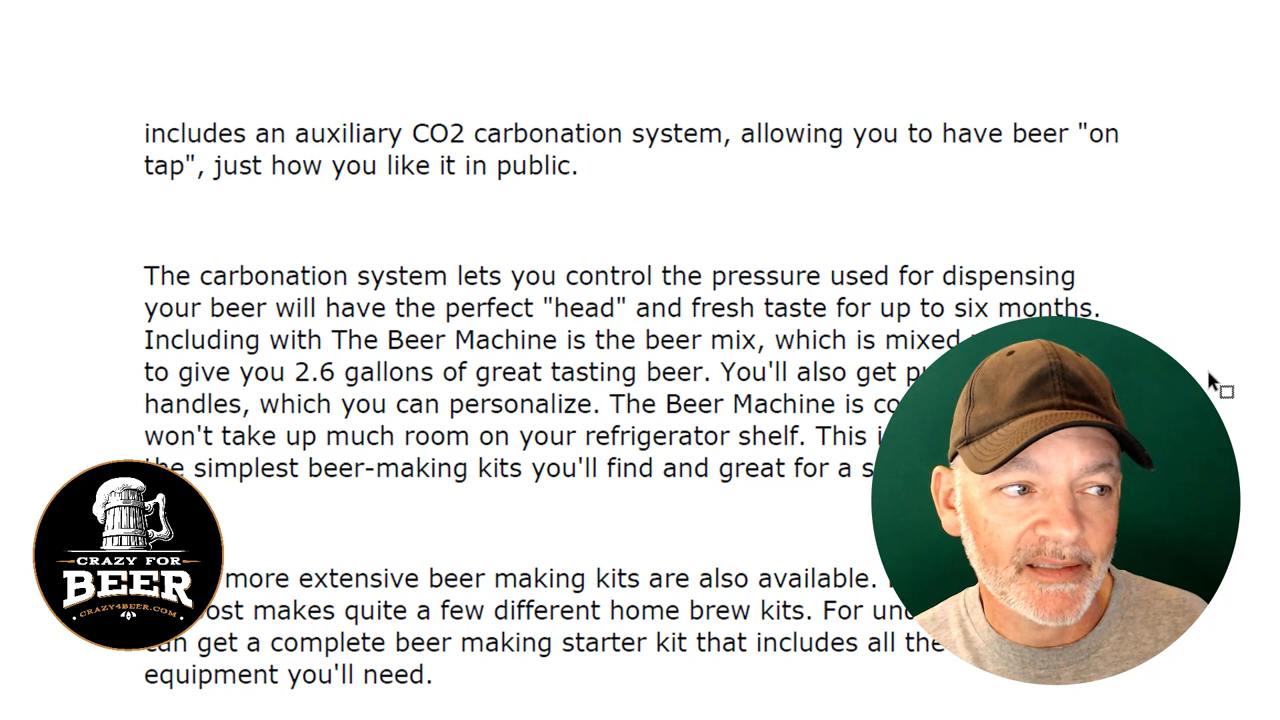 includes an auxiliary CO2 carbonation system, allowing you to have beer "on
tap", just how you like it in public.
The carbonation system lets you control the pressure used for dispensing
your beer will have the perfect "head" and fresh taste for up to six months.
Including with The Beer Machine is the beer mix, which is mixed
to give you 2.6 gallons of great tasting beer. You'll also get
handles, which you can personalize. The Beer Machine is
won't take up much room on your refrigerator shelf. This
simplest beer-making kits you'll find and great for a
more extensive beer making kits are also available.
makes quite a few different home brew kits. For
can get a complete beer making starter kit that includes all the
equipment you'll need.
CRAZY FOR
BEER
CRAZY4BEER.COM